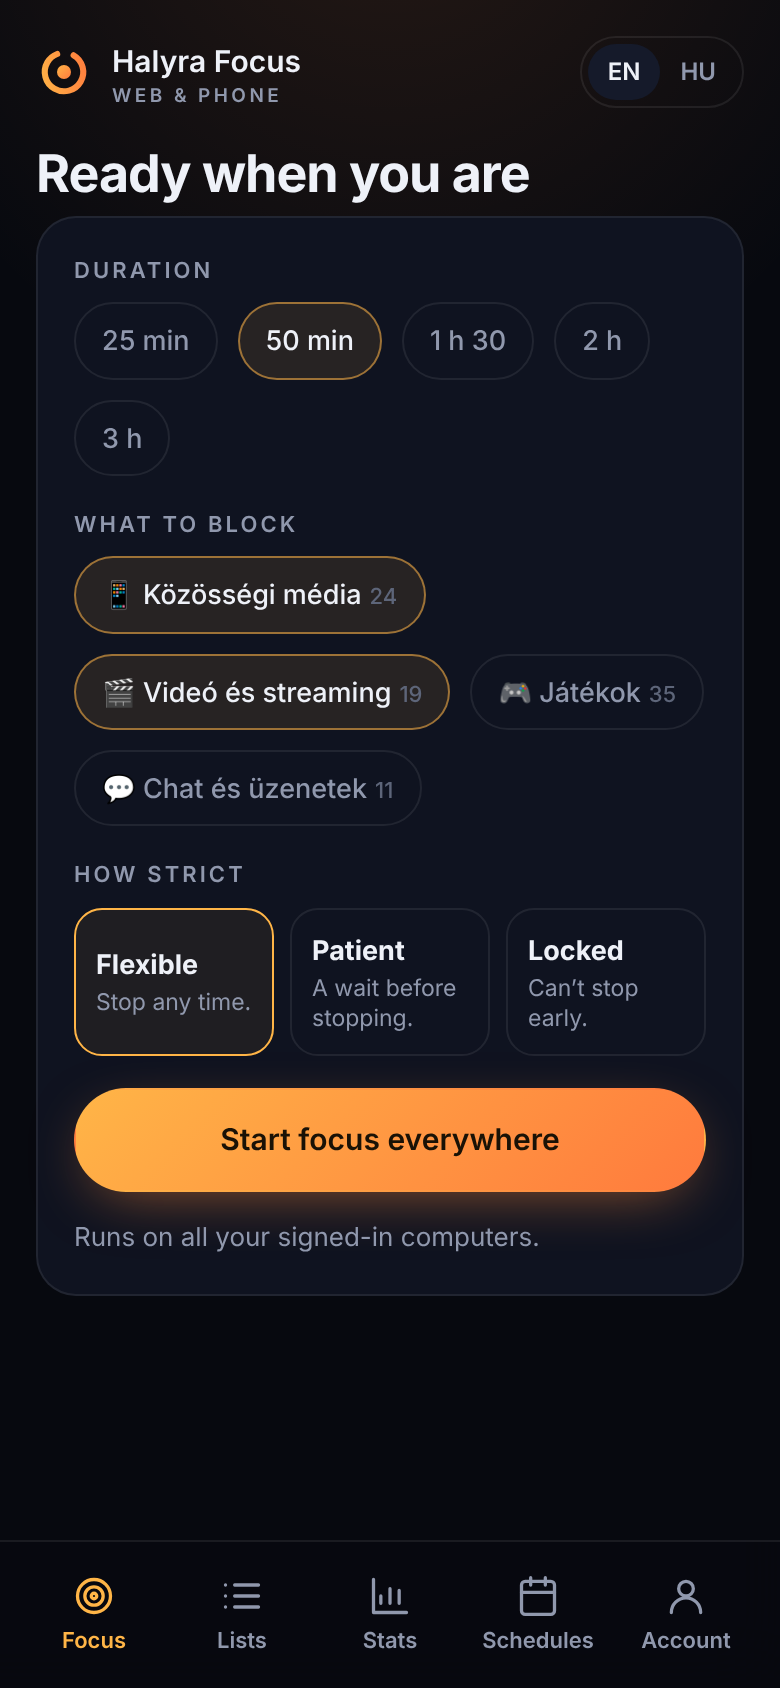 Halyra Focus
WEB & PHONE
EN HU
Ready when you are
DURATION
25 min 50 min 1 h 30 2 h
3 h
WHAT TO BLOCK
📱 Közösségi média 24
🎬 Videó és streaming 19 🎮 Játékok 35
💬 Chat és üzenetek 11
HOW STRICT
Flexible
Stop any time.
Patient
A wait before
stopping.
Locked
Can’t stop
early.
Start focus everywhere
Runs on all your signed-in computers.
Focus Lists Stats Schedules Account